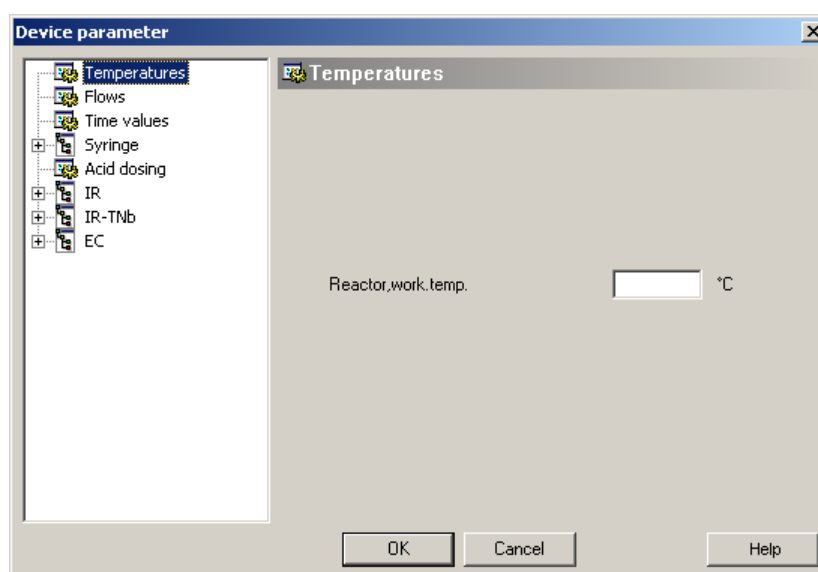 Device parameter
Temperatures
Flows
Time values
Syringe
Acid dosing
IR
IR-TNb
EC
Temperatures
Reactor,work.temp.
°C
OK
Cancel
Help